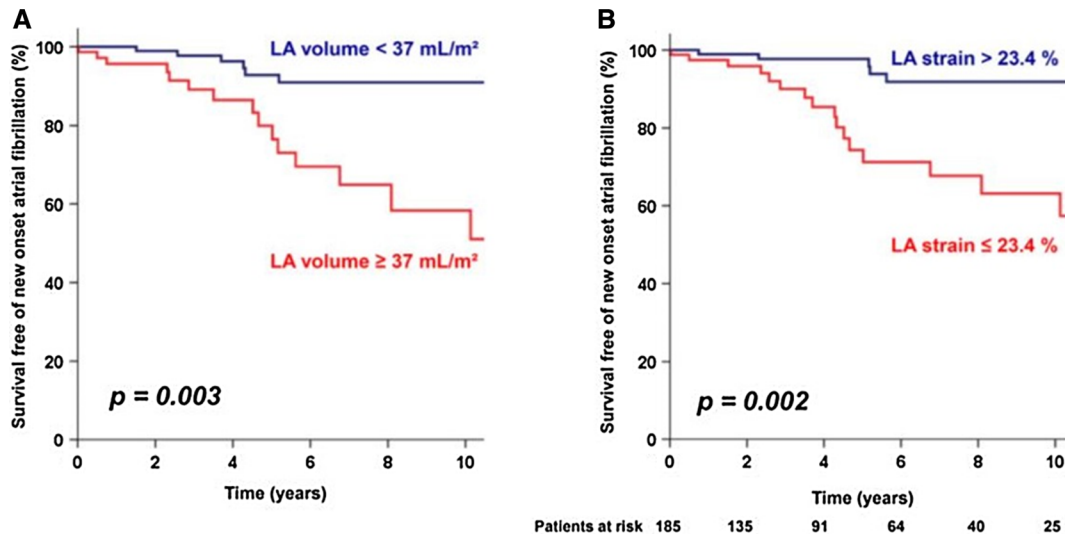 A
Survival free of new onset atrial fibrillation (%)
100
80
60
40
20
0
LA volume < 37 mL/m²
LA volume ≥ 37 mL/m²
p = 0.003
0 2 4 6 8 10
Time (years)
B
Survival free of new onset atrial fibrillation (%)
100
80
60
40
20
0
LA strain > 23.4 %
LA strain ≤ 23.4 %
p = 0.002
0 2 4 6 8 10
Time (years)
Patients at risk 185 135 91 64 40 25